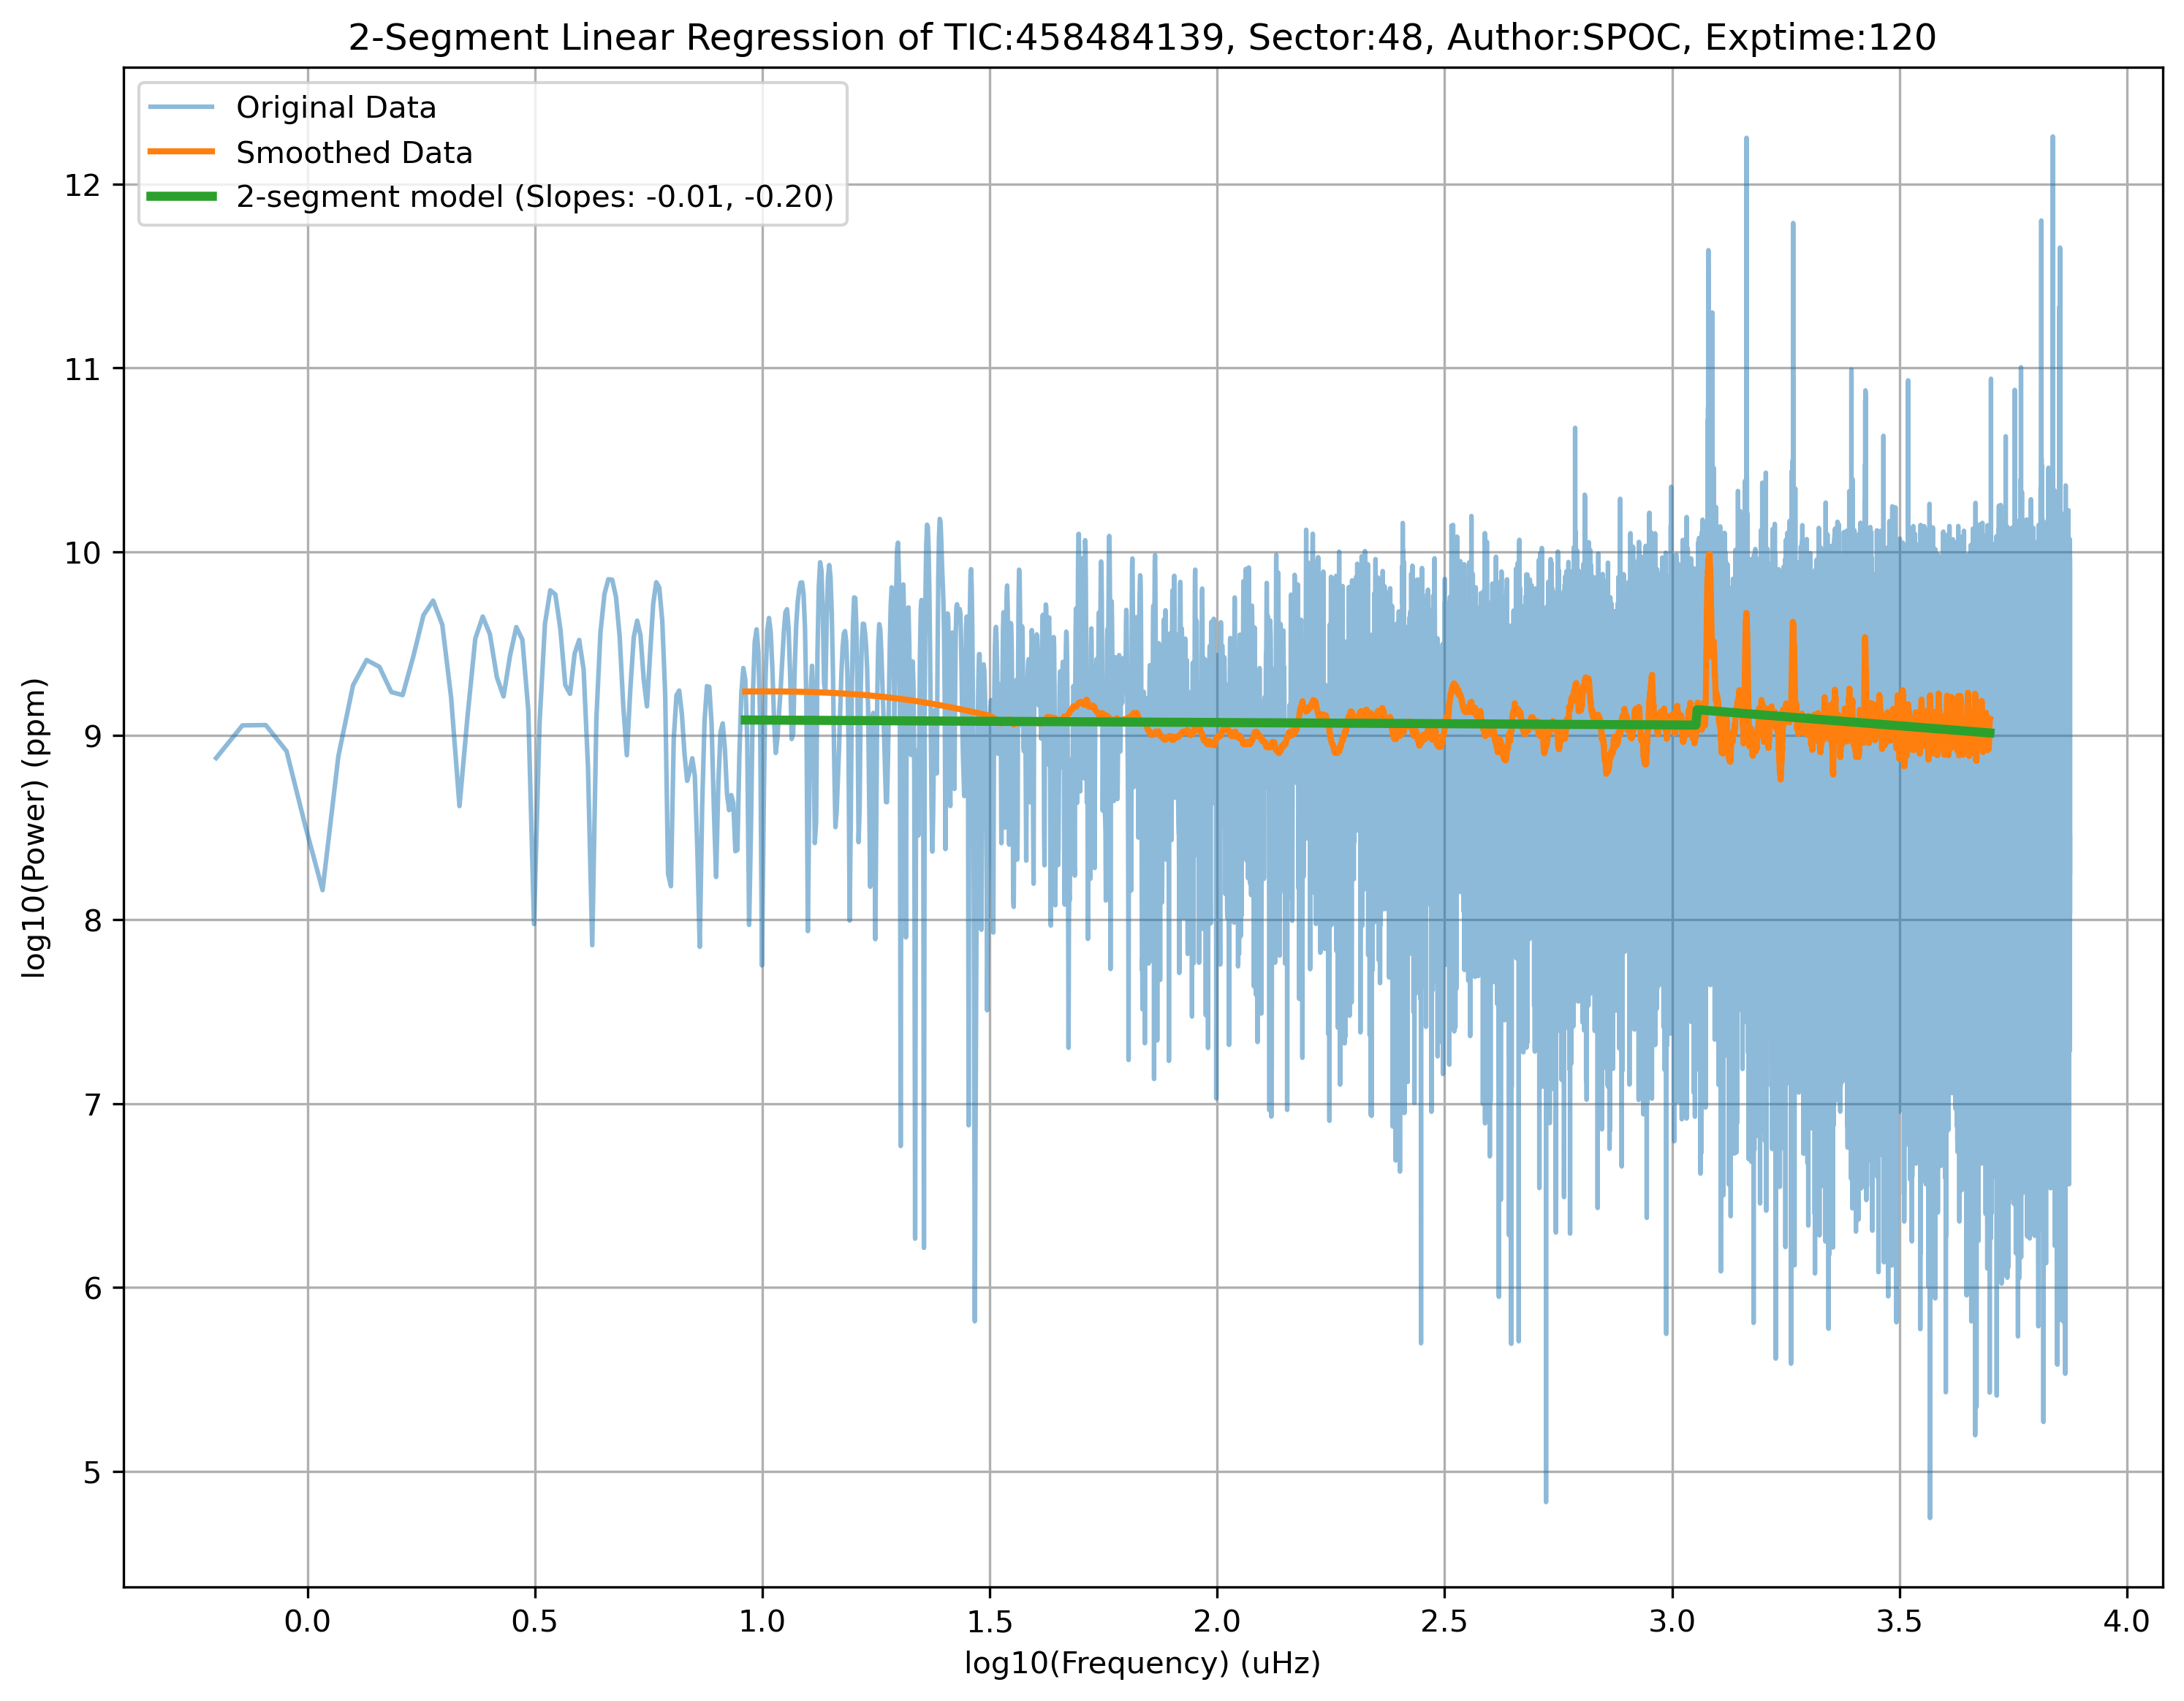 2-Segment Linear Regression of TIC:458484139, Sector:48, Author:SPOC, Exptime:120
Original Data
Smoothed Data
2-segment model (Slopes: -0.01, -0.20)
12
11
10
9
8
7
6
5
log10(Power) (ppm)
0.0 0.5 1.0 1.5 2.0 2.5 3.0 3.5 4.0
log10(Frequency) (uHz)